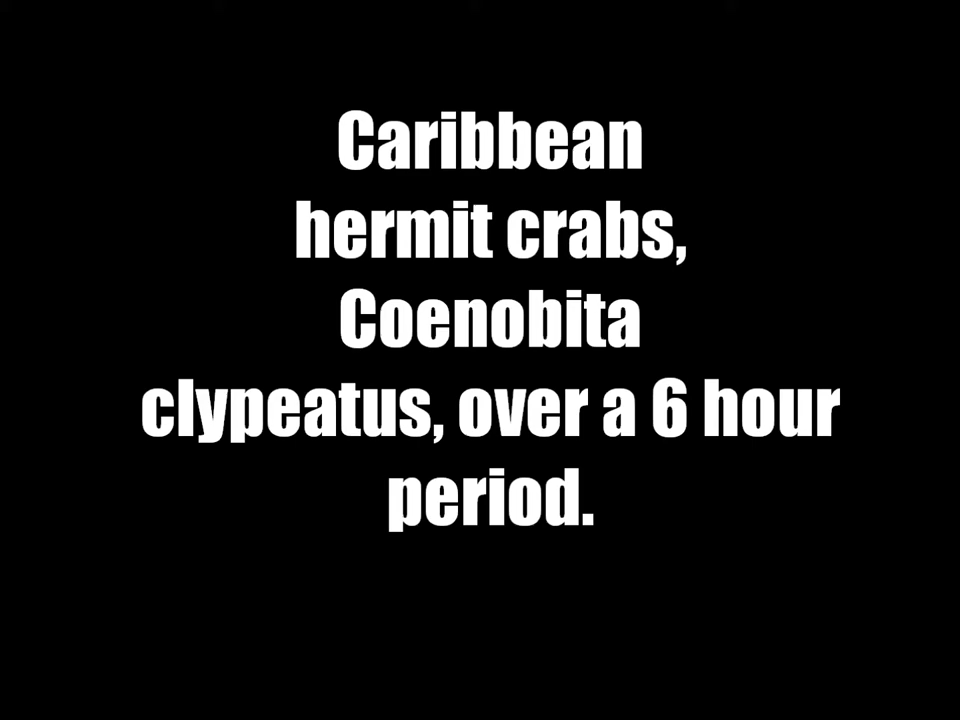 Caribbean
hermit crabs,
Coenobita
clypeatus, over a 6 hour
period.